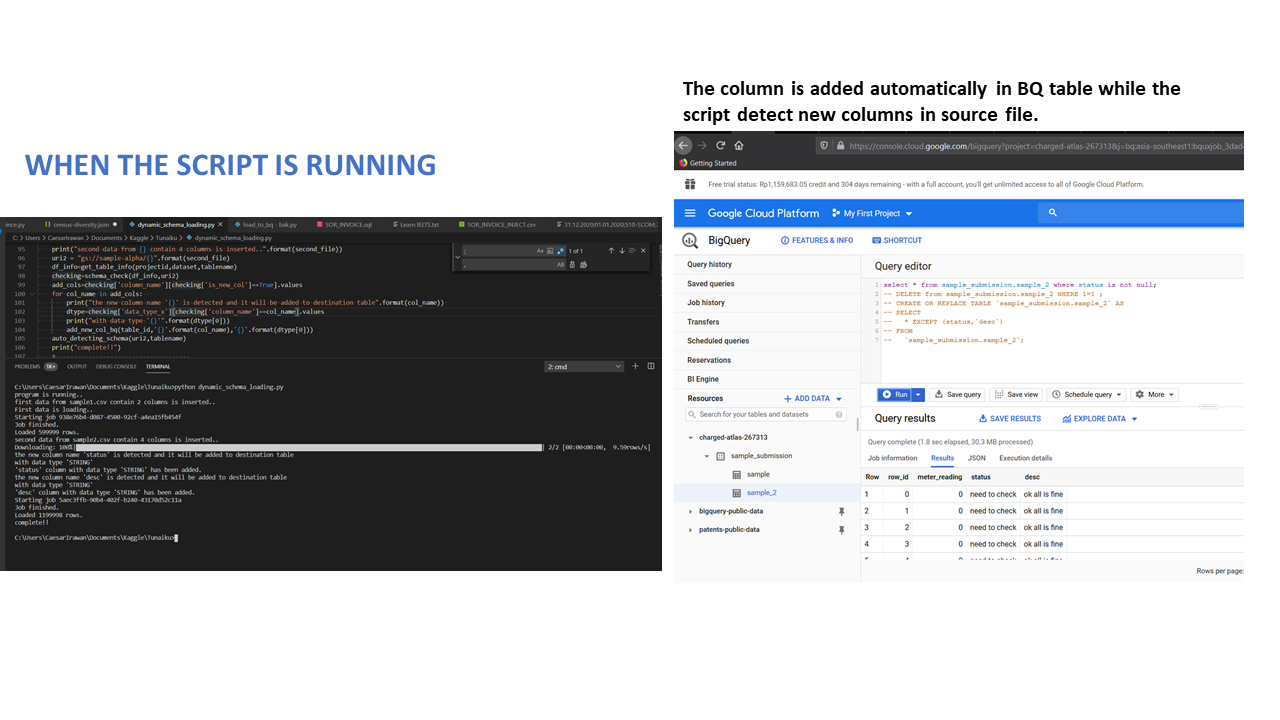 WHEN THE SCRIPT IS RUNNING
census-diversity.json
dynamic_schema_loading.py
load_to_bq - bak.py
SOR_INVOICE.sql
Learn IELTS.txt
SOR_INVOICE_INJECT.csv
C: > Users > CaesarIrawan > Documents > Kaggle > Tunaiku > dynamic_schema_loading.py
1 of 1
95 print("second data from {} contain 4 columns is inserted..".format(second_file))
96 uri2 = "gs://sample-alpha/{}".format(second_file)
97 df_info=get_table_info(projectid,dataset,tablename)
98 checking=schema_check(df_info,uri2)
99 add_cols=checking['column_name'][checking['is_new_col']==True].values
100 for col_name in add_cols:
101 print("the new column name '{}' is detected and it will be added to destination table".format(col_name))
102 dtype=checking['data_type_x'][checking['column_name']==col_name].values
103 print("with data type '{}'".format(dtype[0]))
104 add_new_col_bq(table_id,'{}'.format(col_name),'{}'.format(dtype[0]))
105 auto_detecting_schema(uri2,tablename)
106 print("complete!!")
107
PROBLEMS 1K+ OUTPUT DEBUG CONSOLE TERMINAL 2: cmd
C:\Users\CaesarIrawan\Documents\Kaggle\Tunaiku>python dynamic_schema_loading.py
program is running..
first data from sample1.csv contain 2 columns is inserted..
First data is loading..
Starting job 938e76b4-d087-4500-92cf-a4ea15fb454f
Job finished.
Loaded 599999 rows.
second data from sample2.csv contain 4 columns is inserted..
Downloading: 100%| 2/2 [00:00<00:00, 9.59rows/s]
the new column name 'status' is detected and it will be added to destination table
with data type 'STRING'
'status' column with data type 'STRING' has been added.
the new column name 'desc' is detected and it will be added to destination table
with data type 'STRING'
'desc' column with data type 'STRING' has been added.
Starting job 5aec3ffb-90b4-402f-b240-43170d52c11a
Job finished.
Loaded 1199998 rows.
complete!!
C:\Users\CaesarIrawan\Documents\Kaggle\Tunaiku>
The column is added automatically in BQ table while the
script detect new columns in source file.
https://console.cloud.google.com/bigquery?project=charged-atlas-267313&j=bq:asia-southeast1:bquxjob_3dad
Getting Started
Free trial status: Rp1,159,683.05 credit and 304 days remaining - with a full account, you'll get unlimited access to all of Google Cloud Platform.
Google Cloud Platform My First Project
BigQuery FEATURES & INFO SHORTCUT
Query history
Saved queries
Job history
Transfers
Scheduled queries
Reservations
BI Engine
Resources + ADD DATA
Search for your tables and datasets
charged-atlas-267313
sample_submission
sample
sample_2
bigquery-public-data
patents-public-data
Query editor
1 select * from sample_submission.sample_2 where status is not null;
2 -- DELETE from sample_submission.sample_2 WHERE 1=1 ;
3 -- CREATE OR REPLACE TABLE `sample_submission.sample_2` AS
4 -- SELECT
5 -- * EXCEPT (status,`desc`)
6 -- FROM
7 -- `sample_submission.sample_2`;
Run Save query Save view Schedule query More
Query results SAVE RESULTS EXPLORE DATA
Query complete (1.8 sec elapsed, 30.3 MB processed)
Job information Results JSON Execution details
Row row_id meter_reading status desc
1 0 0 need to check ok all is fine
2 1 0 need to check ok all is fine
3 2 0 need to check ok all is fine
4 3 0 need to check ok all is fine
Rows per page: